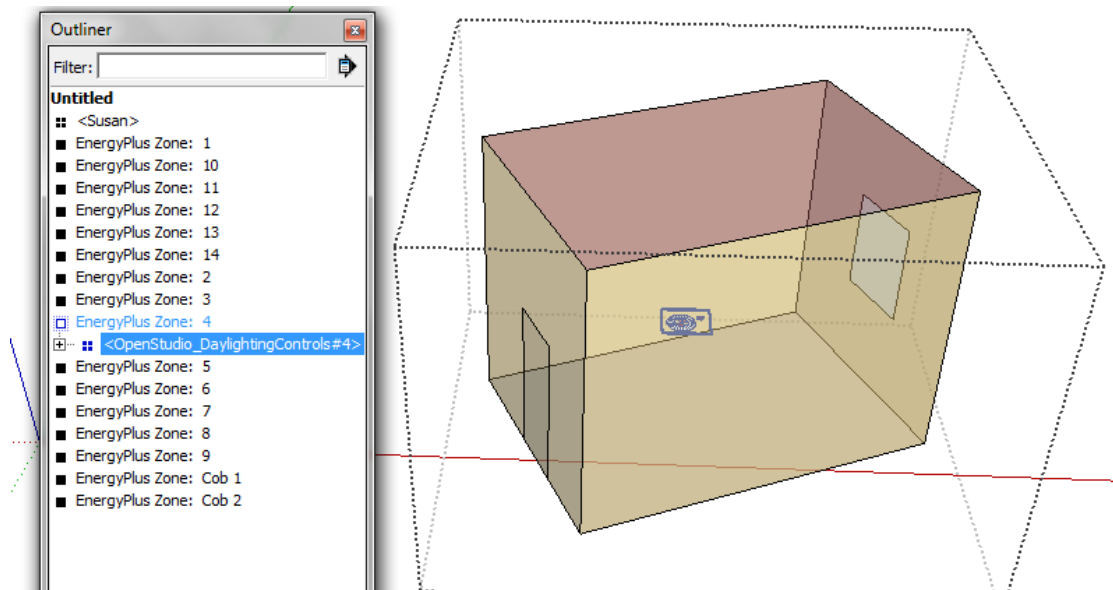 Outliner
Filter:
Untitled
<Susan>
EnergyPlus Zone: 1
EnergyPlus Zone: 10
EnergyPlus Zone: 11
EnergyPlus Zone: 12
EnergyPlus Zone: 13
EnergyPlus Zone: 14
EnergyPlus Zone: 2
EnergyPlus Zone: 3
EnergyPlus Zone: 4
<OpenStudio_DaylightingControls#4>
EnergyPlus Zone: 5
EnergyPlus Zone: 6
EnergyPlus Zone: 7
EnergyPlus Zone: 8
EnergyPlus Zone: 9
EnergyPlus Zone: Cob 1
EnergyPlus Zone: Cob 2